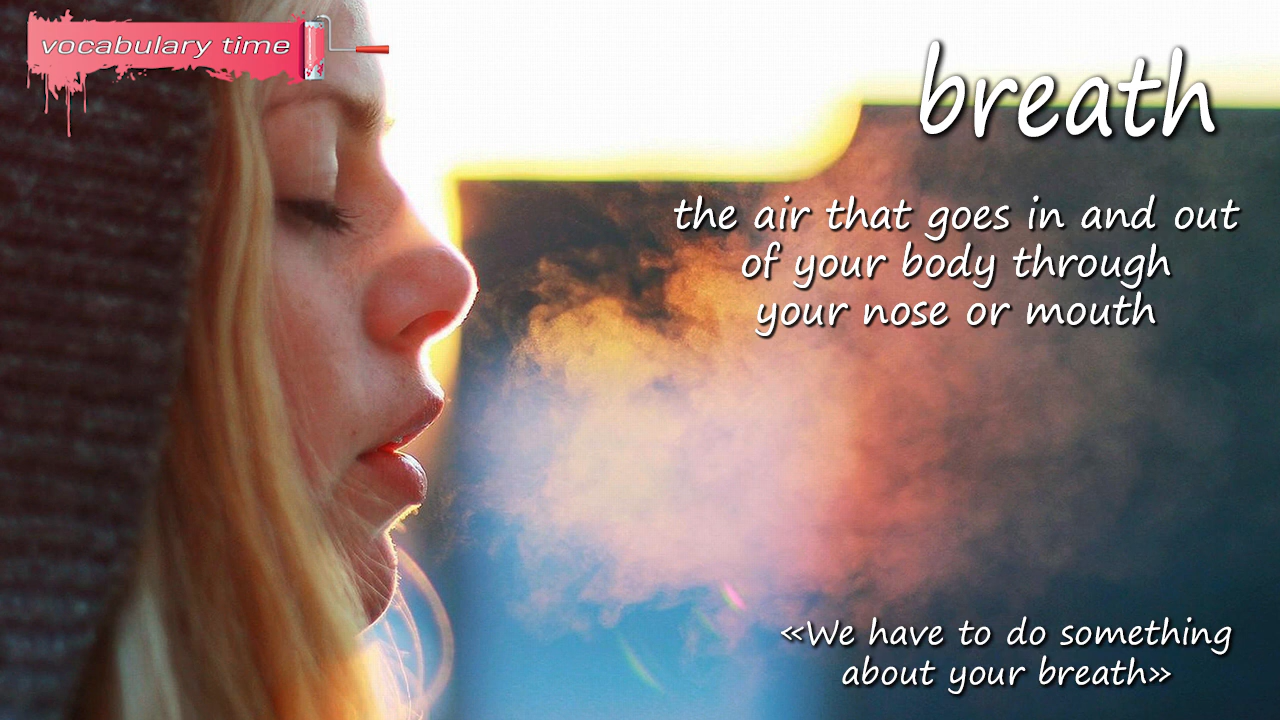 vocabulary time
breath
the air that goes in and out
of your body through
your nose or mouth
«We have to do something
about your breath»